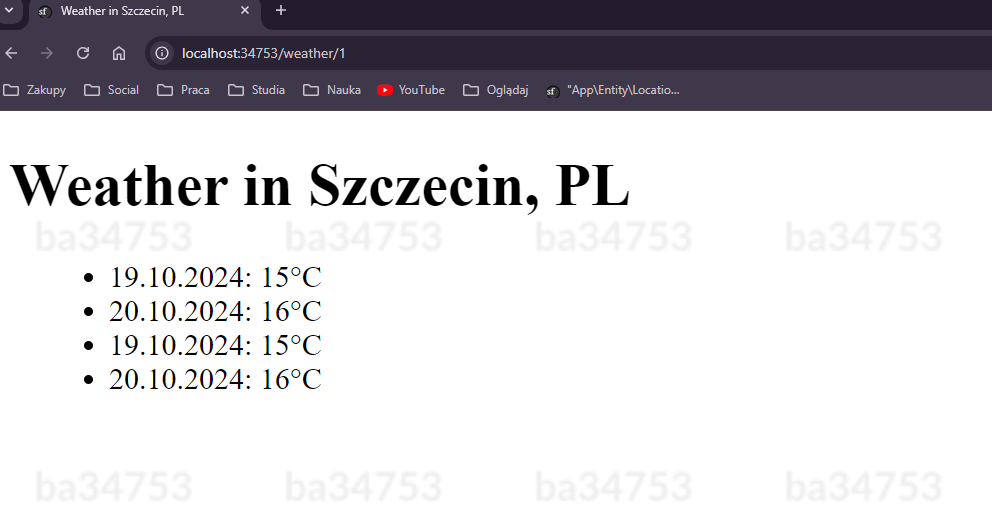 sf Weather in Szczecin, PL
localhost:34753/weather/1
Zakupy Social Praca Studia Nauka YouTube Oglądaj sf "App\Entity\Locatio...
Weather in Szczecin, PL
ba34753 ba34753 ba34753 ba34753
• 19.10.2024: 15°C
• 20.10.2024: 16°C
• 19.10.2024: 15°C
• 20.10.2024: 16°C
ba34753 ba34753 ba34753 ba34753